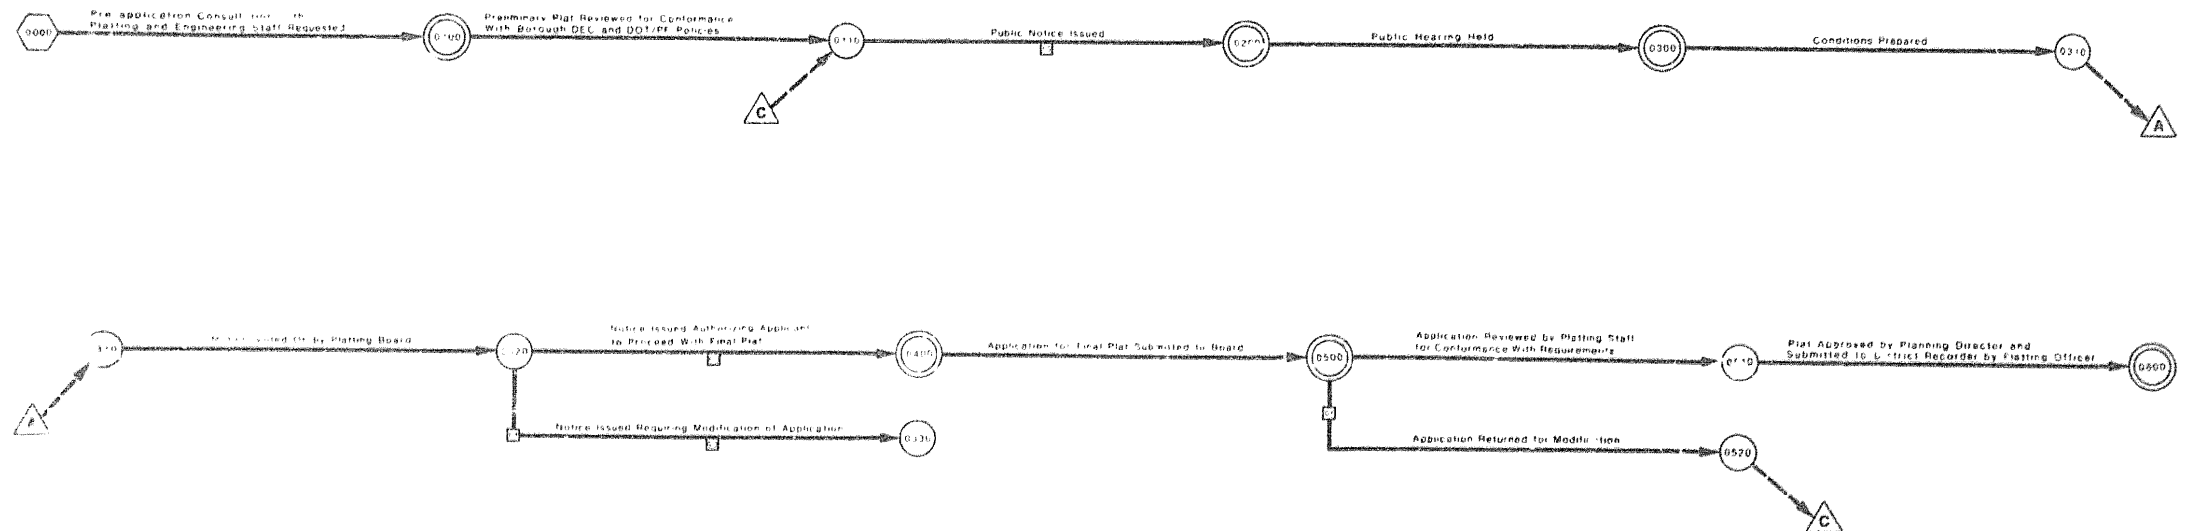 Pre-application
Platting and Engineering Staff Requested
0000
0100
Preliminary Plat Reviewed for Conformance
With Borough DEC and DOT/PF Policies
0110
Public Notice Issued
0200
Public Hearing Held
0300
Conditions Prepared
0310
C
A
by Platting Board
Notice Issued Authorizing Applicant
to Proceed With Final Plat
0400
Application for Final Plat Submitted to Board
0500
Application Reviewed by Platting Staff
for Conformance With Requirements
Plat Approved by Planning Director and
Submitted to District Recorder by Platting Officer
0600
Notice Issued Requiring Modification of Application
0330
Application Returned for Modification
0520
C